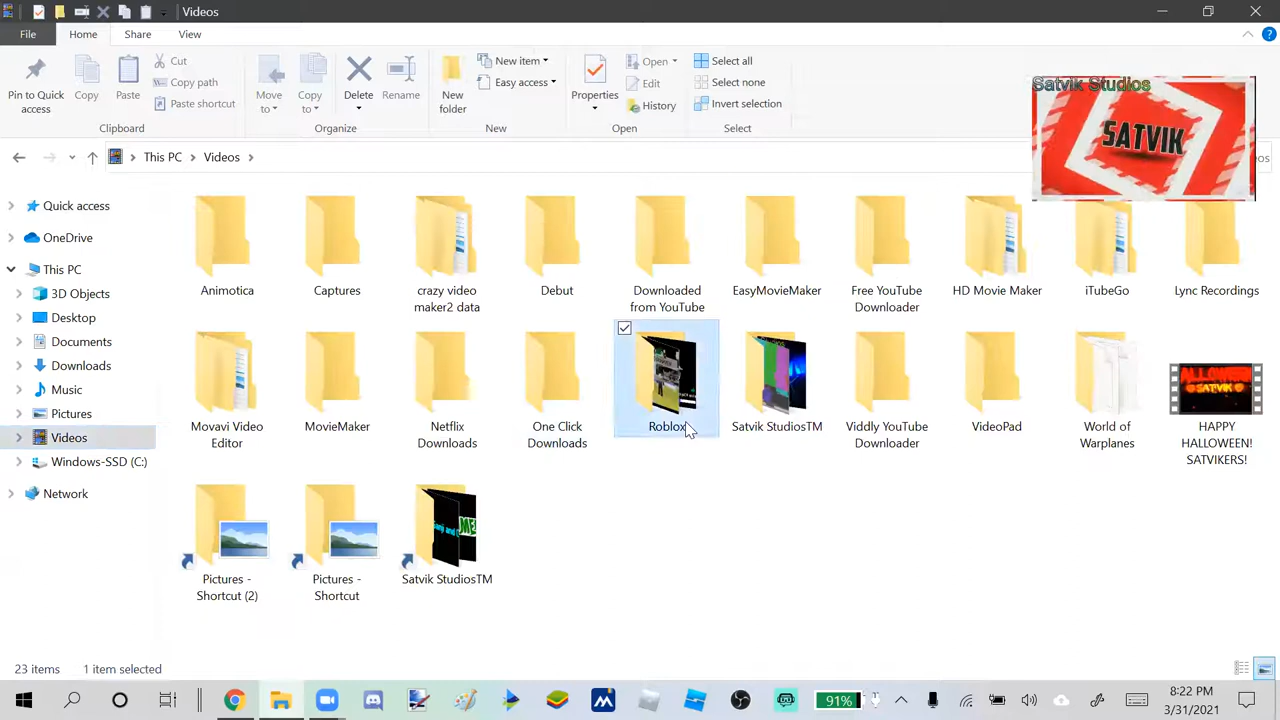 Videos
File
Home
Share
View
Pin to Quick
access
Copy
Paste
Cut
Copy path
Paste shortcut
Clipboard
Move
to
Copy
to
Delete
Rename
Organize
New
folder
New item
Easy access
New
Properties
Open
Edit
History
Open
Select all
Select none
Invert selection
Select
Satvik Studios
SATVIK
This PC
Videos
Quick access
OneDrive
This PC
3D Objects
Desktop
Documents
Downloads
Music
Pictures
Videos
Windows-SSD (C:)
Network
Animotica
Captures
crazy video
maker2 data
Debut
Downloaded
from YouTube
EasyMovieMaker
Free YouTube
Downloader
HD Movie Maker
iTubeGo
Lync Recordings
Movavi Video
Editor
MovieMaker
Netflix
Downloads
One Click
Downloads
Roblox
Satvik StudiosTM
Viddly YouTube
Downloader
VideoPad
World of
Warplanes
HAPPY
HALLOWEEN!
SATVIKERS!
Pictures -
Shortcut (2)
Pictures -
Shortcut
Satvik StudiosTM
23 items
1 item selected
91%
8:22 PM
3/31/2021